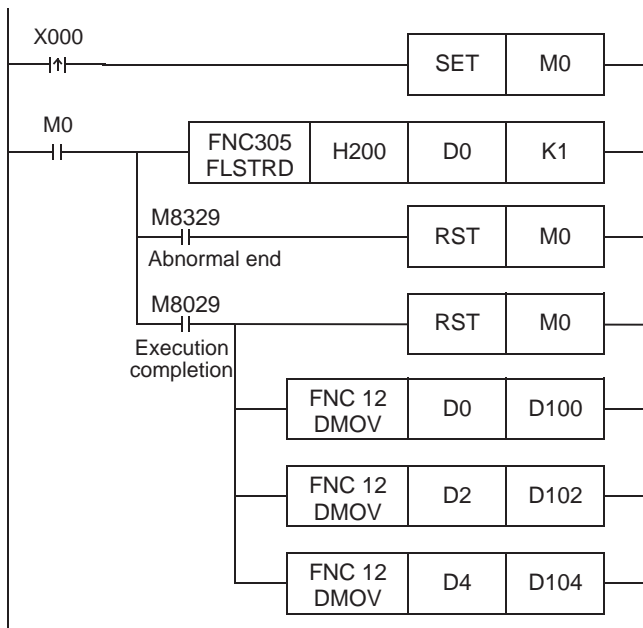 X000
SET M0
M0
FNC305
FLSTRD H200 D0 K1
M8329
Abnormal end
RST M0
M8029
Execution
completion
RST M0
FNC 12
DMOV D0 D100
FNC 12
DMOV D2 D102
FNC 12
DMOV D4 D104